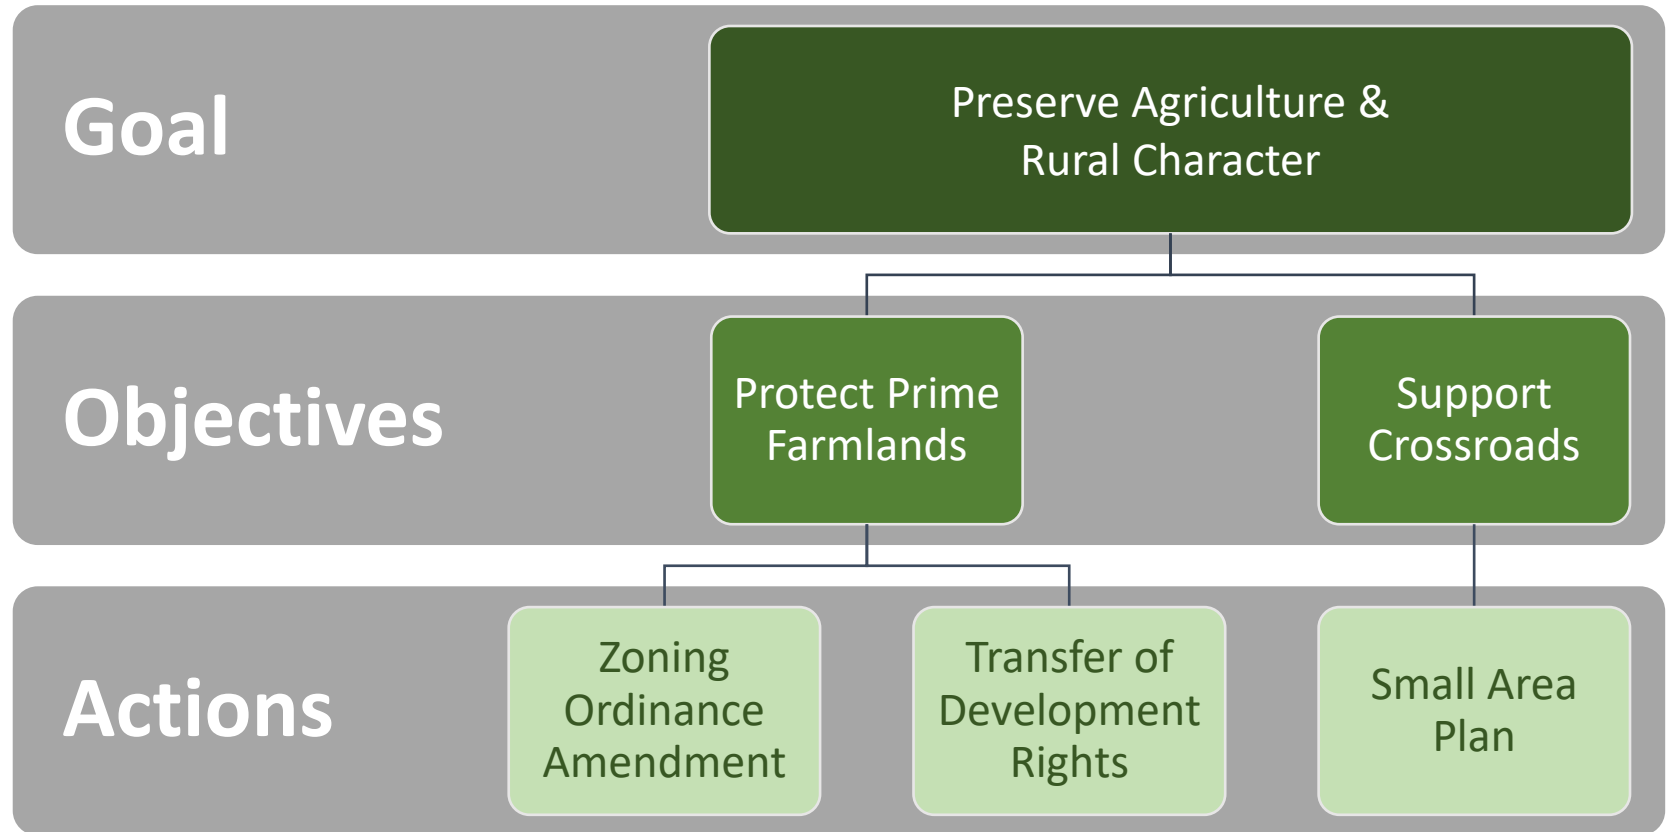 Goal
Preserve Agriculture &
Rural Character
Objectives
Protect Prime
Farmlands
Support
Crossroads
Actions
Zoning
Ordinance
Amendment
Transfer of
Development
Rights
Small Area
Plan